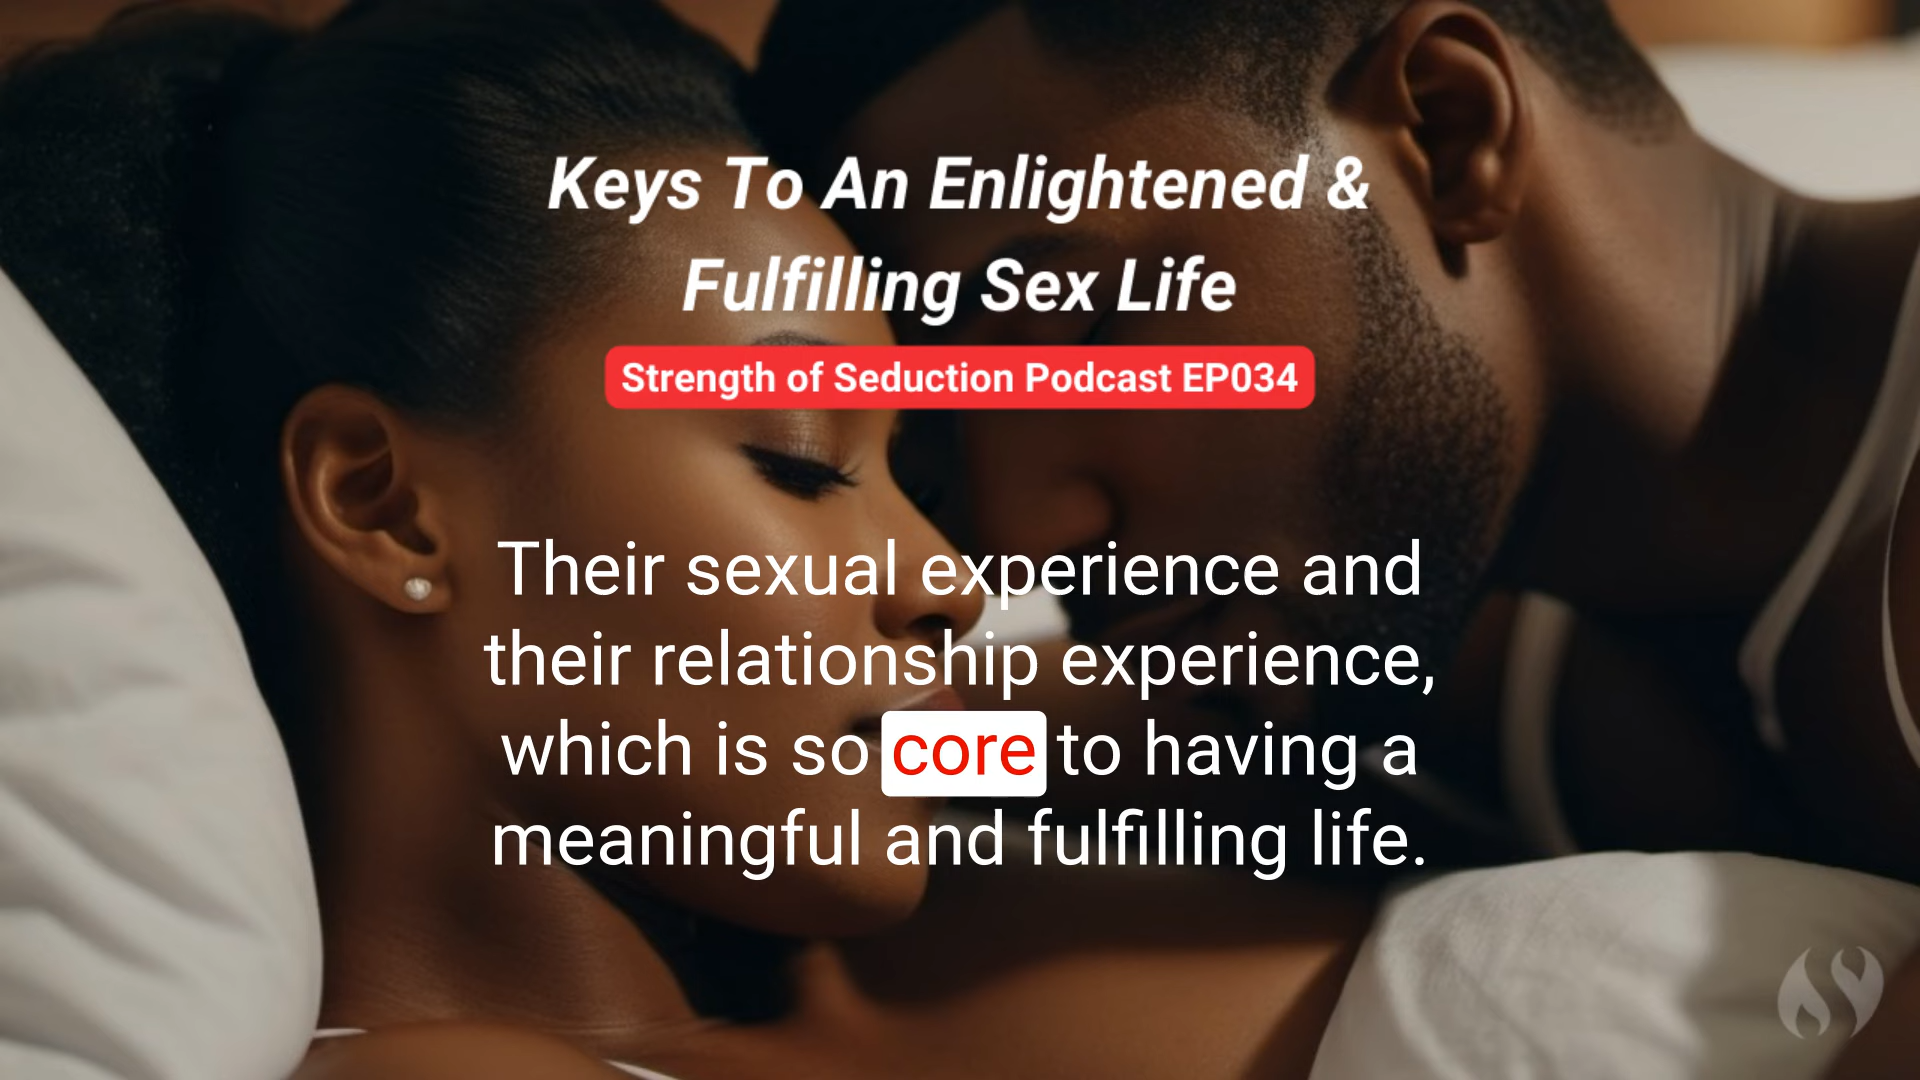 Keys To An Enlightened &
Fulfilling Sex Life
Strength of Seduction Podcast EP034
Their sexual experience and
their relationship experience,
which is so core to having a
meaningful and fulfilling life.